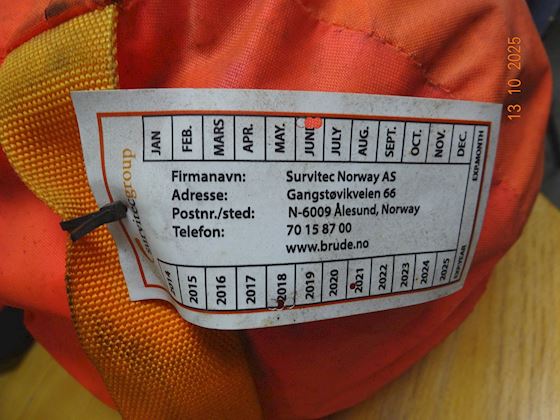 13 10 2025
JAN FEB. MARS APR. MAY. JUNE JULY AUG. SEPT. OCT. NOV. DEC.
EXP.MONTH
survitecgroup
Firmanavn: Survitec Norway AS
Adresse: Gangstøvikveien 66
Postnr./sted: N-6009 Ålesund, Norway
Telefon: 70 15 87 00
www.brude.no
2014 2015 2016 2017 2018 2019 2020 2021 2022 2023 2024 2025
EXP.YEAR